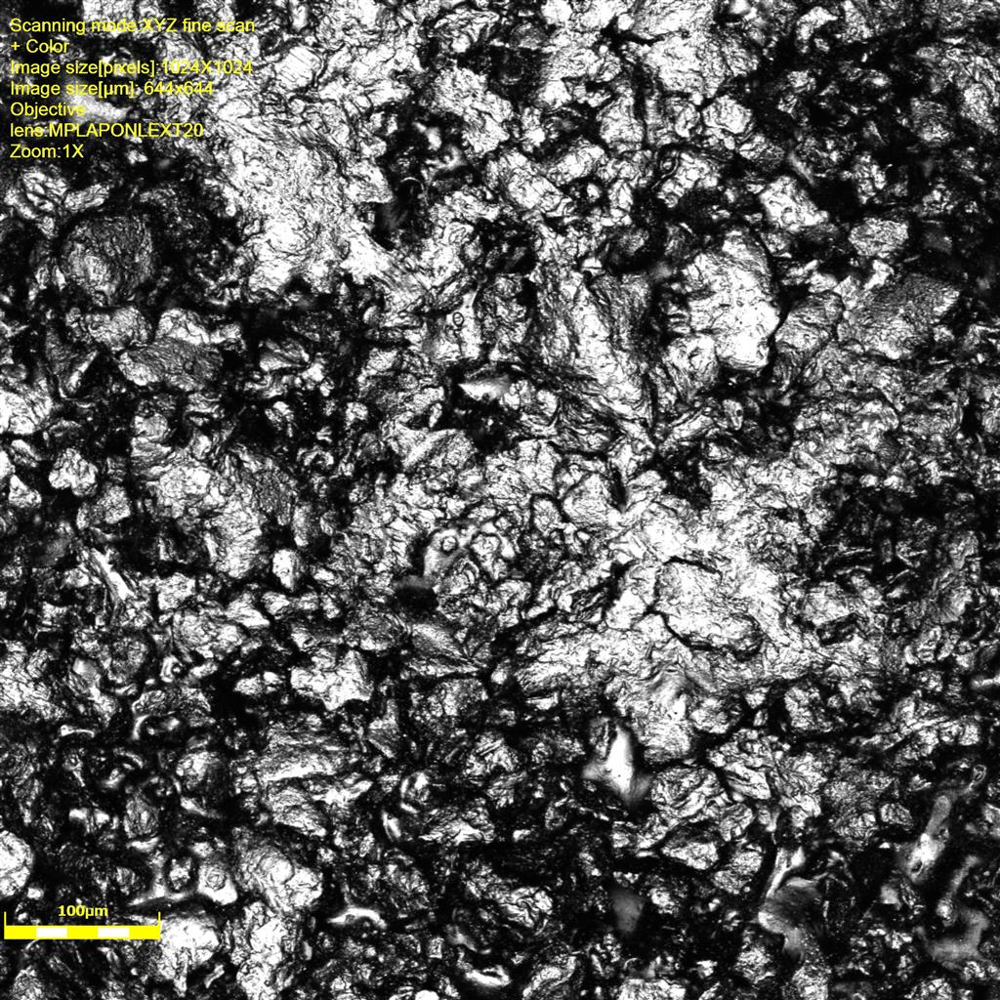 Scanning mode:XYZ fine scan
+ Color
Image size[pixels]:1024X1024
Image size[µm]: 644x644
Objective
lens:MPLAPONLEXT20
Zoom:1X
100µm